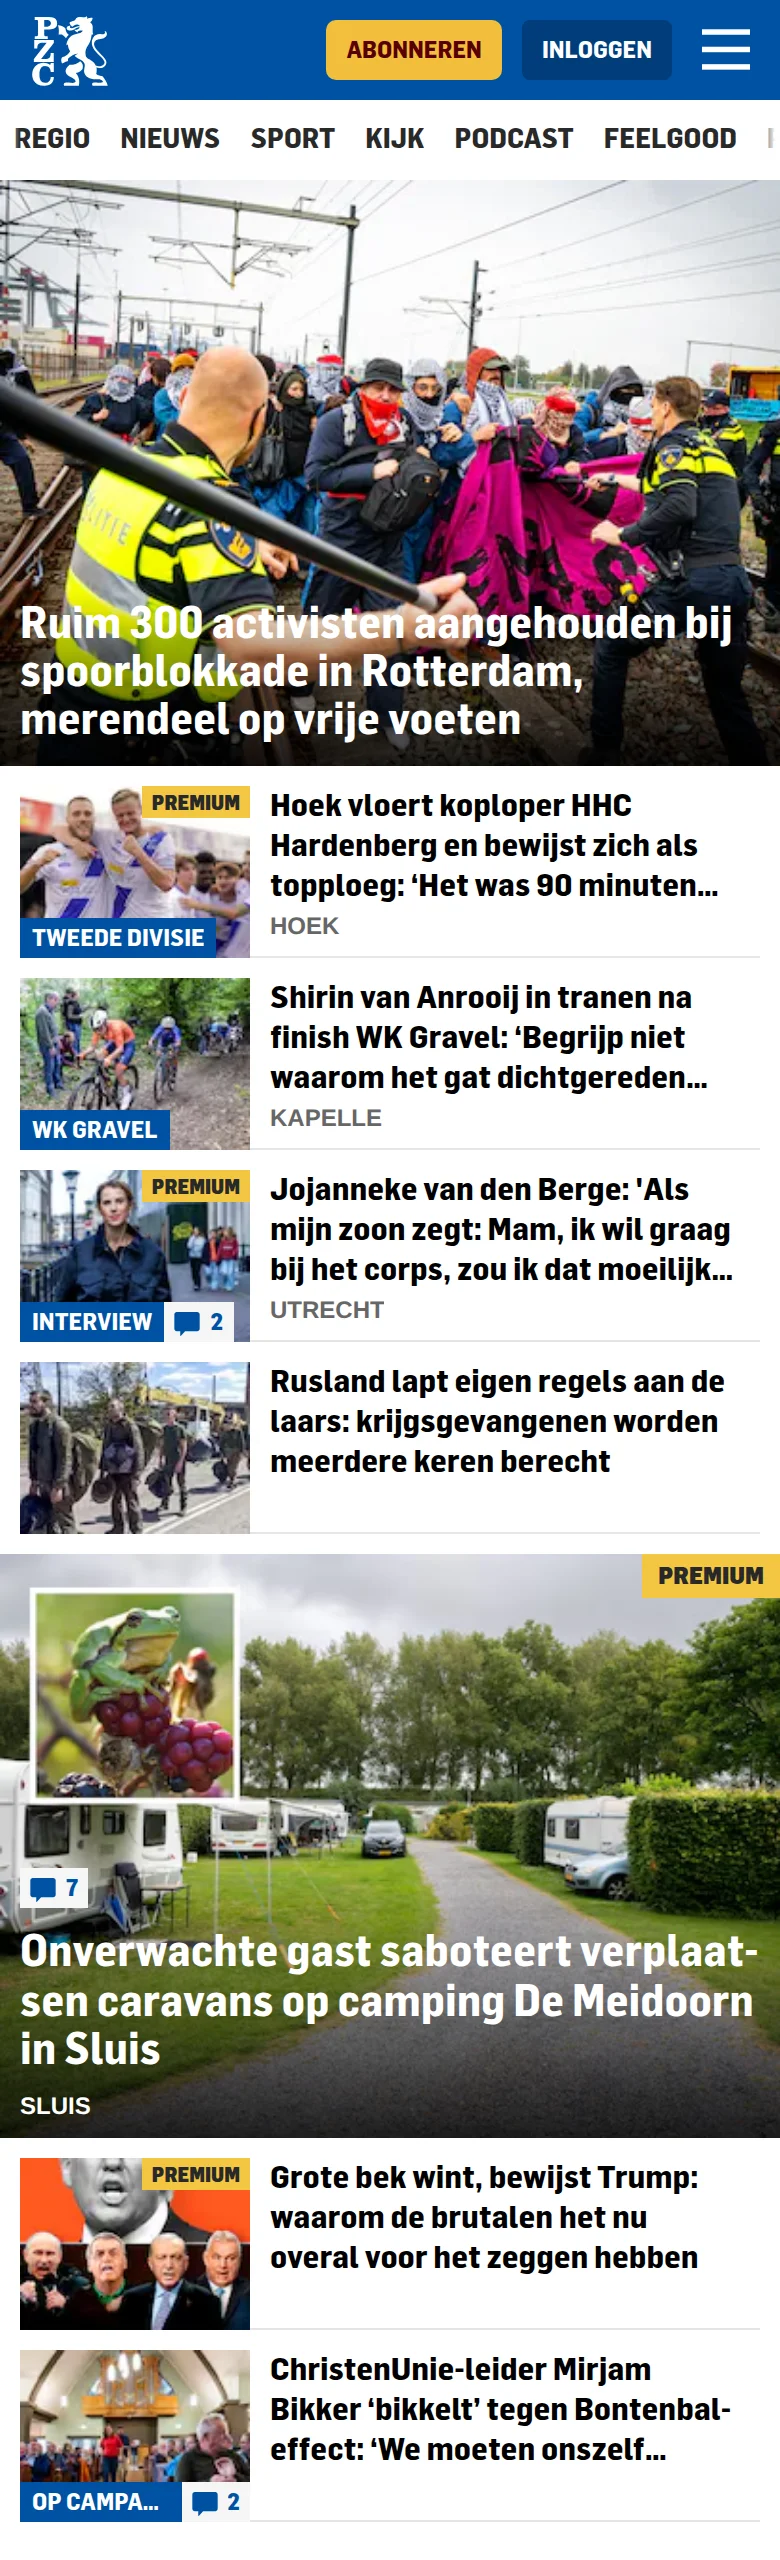 PZC
ABONNEREN
INLOGGEN
REGIO NIEUWS SPORT KIJK PODCAST FEELGOOD
Ruim 300 activisten aangehouden bij
spoorblokkade in Rotterdam,
merendeel op vrije voeten
PREMIUM
TWEEDE DIVISIE
Hoek vloert koploper HHC
Hardenberg en bewijst zich als
topploeg: ‘Het was 90 minuten...
HOEK
WK GRAVEL
Shirin van Anrooij in tranen na
finish WK Gravel: ‘Begrijp niet
waarom het gat dichtgereden...
KAPELLE
PREMIUM
INTERVIEW 2
Jojanneke van den Berge: 'Als
mijn zoon zegt: Mam, ik wil graag
bij het corps, zou ik dat moeilijk...
UTRECHT
Rusland lapt eigen regels aan de
laars: krijgsgevangenen worden
meerdere keren berecht
PREMIUM
7
Onverwachte gast saboteert verplaat-
sen caravans op camping De Meidoorn
in Sluis
SLUIS
PREMIUM
Grote bek wint, bewijst Trump:
waarom de brutalen het nu
overal voor het zeggen hebben
OP CAMPA... 2
ChristenUnie-leider Mirjam
Bikker ‘bikkelt’ tegen Bontenbal-
effect: ‘We moeten onszelf...